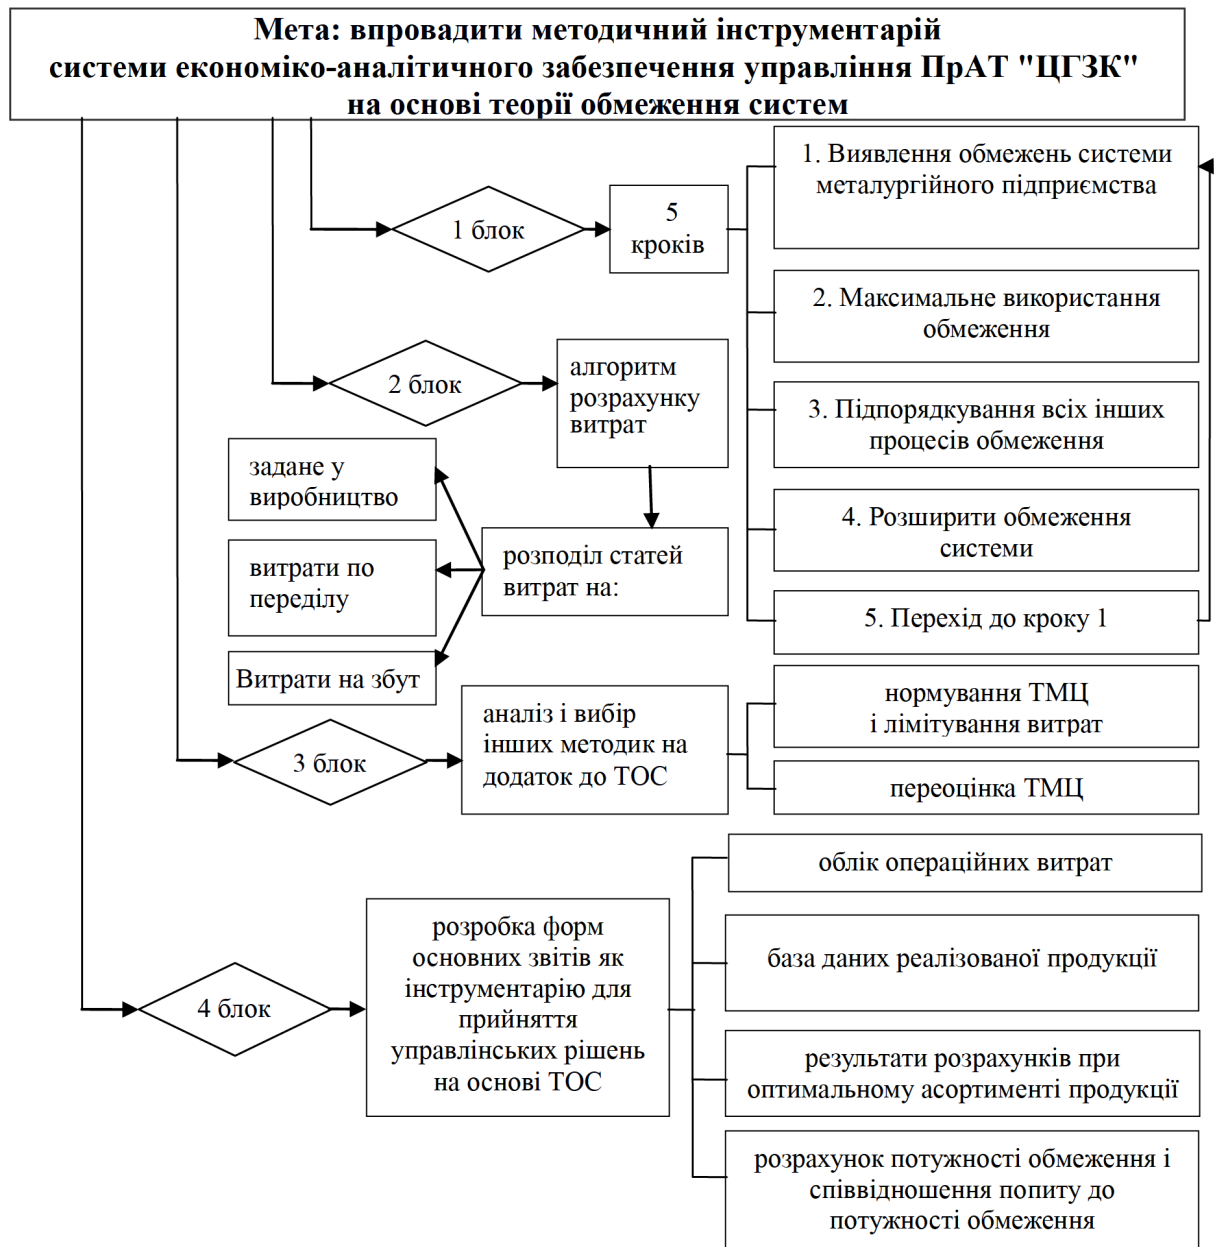 Мета: впровадити методичний інструментарій
системи економіко-аналітичного забезпечення управління ПрАТ "ЦГЗК"
на основі теорії обмеження систем
1 блок
5
кроків
1. Виявлення обмежень системи
металургійного підприємства
2. Максимальне використання
обмеження
3. Підпорядкування всіх інших
процесів обмеження
4. Розширити обмеження
системи
5. Перехід до кроку 1
2 блок
алгоритм
розрахунку
витрат
розподіл статей
витрат на:
задане у
виробництво
витрати по
переділу
Витрати на збут
3 блок
аналіз і вибір
інших методик на
додаток до ТОС
нормування ТМЦ
і лімітування витрат
переоцінка ТМЦ
4 блок
розробка форм
основних звітів як
інструментарію для
прийняття
управлінських рішень
на основі ТОС
облік операційних витрат
база даних реалізованої продукції
результати розрахунків при
оптимальному асортименті продукції
розрахунок потужності обмеження і
співвідношення попиту до
потужності обмеження